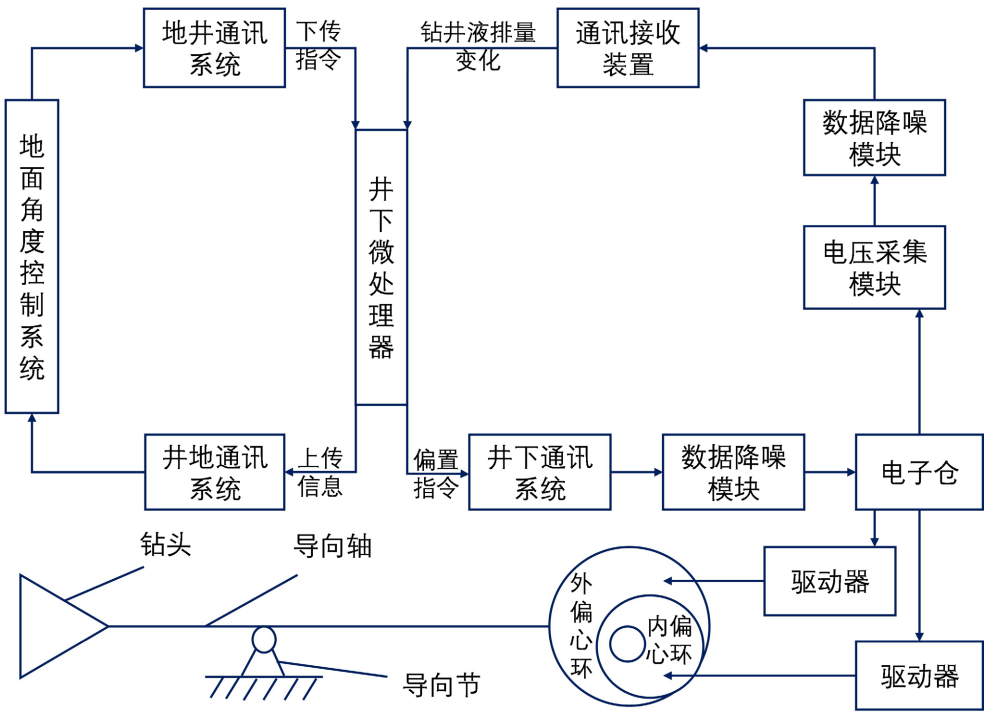 地井通讯
系统
下传
指令
钻井液排量
变化
通讯接收
装置
地面角度控制系统
井下微处理器
数据降噪
模块
电压采集
模块
井地通讯
系统
上传
信息
偏置
指令
井下通讯
系统
数据降噪
模块
电子仓
钻头
导向轴
导向节
外偏心环
内偏
心环
驱动器
驱动器